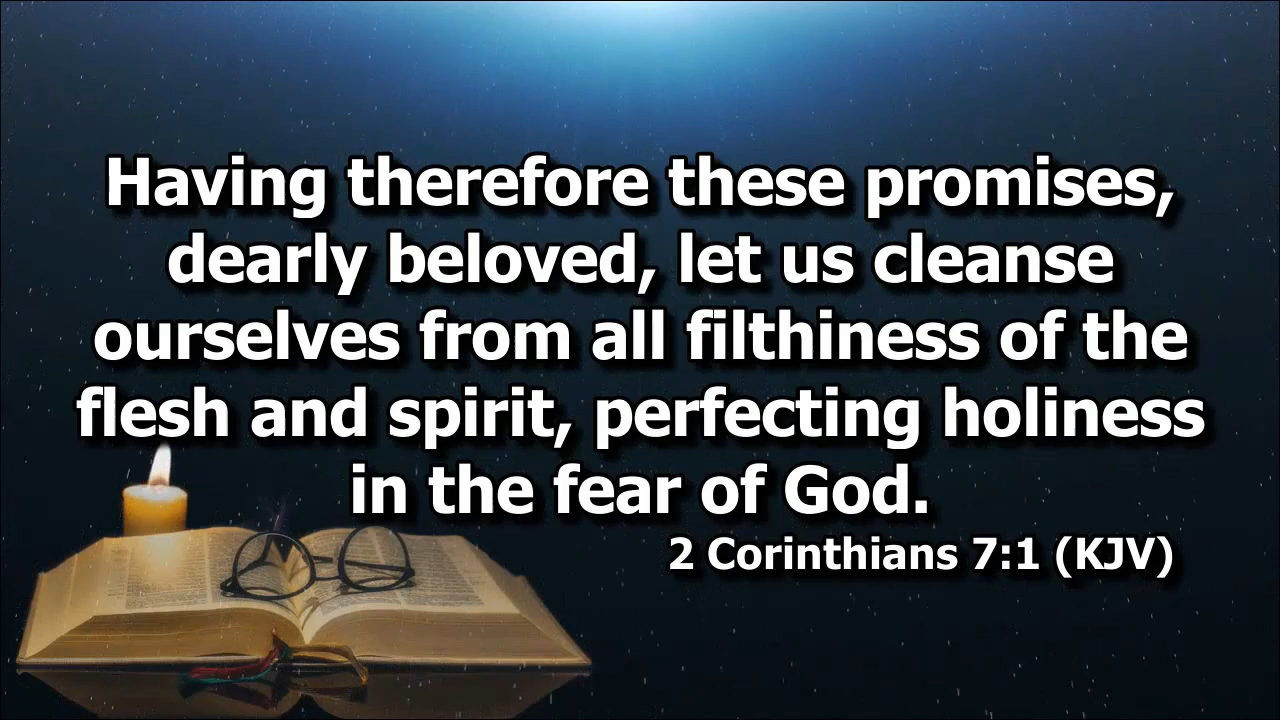 Having therefore these promises,
dearly beloved, let us cleanse
ourselves from all filthiness of the
flesh and spirit, perfecting holiness
in the fear of God.
2 Corinthians 7:1 (KJV)